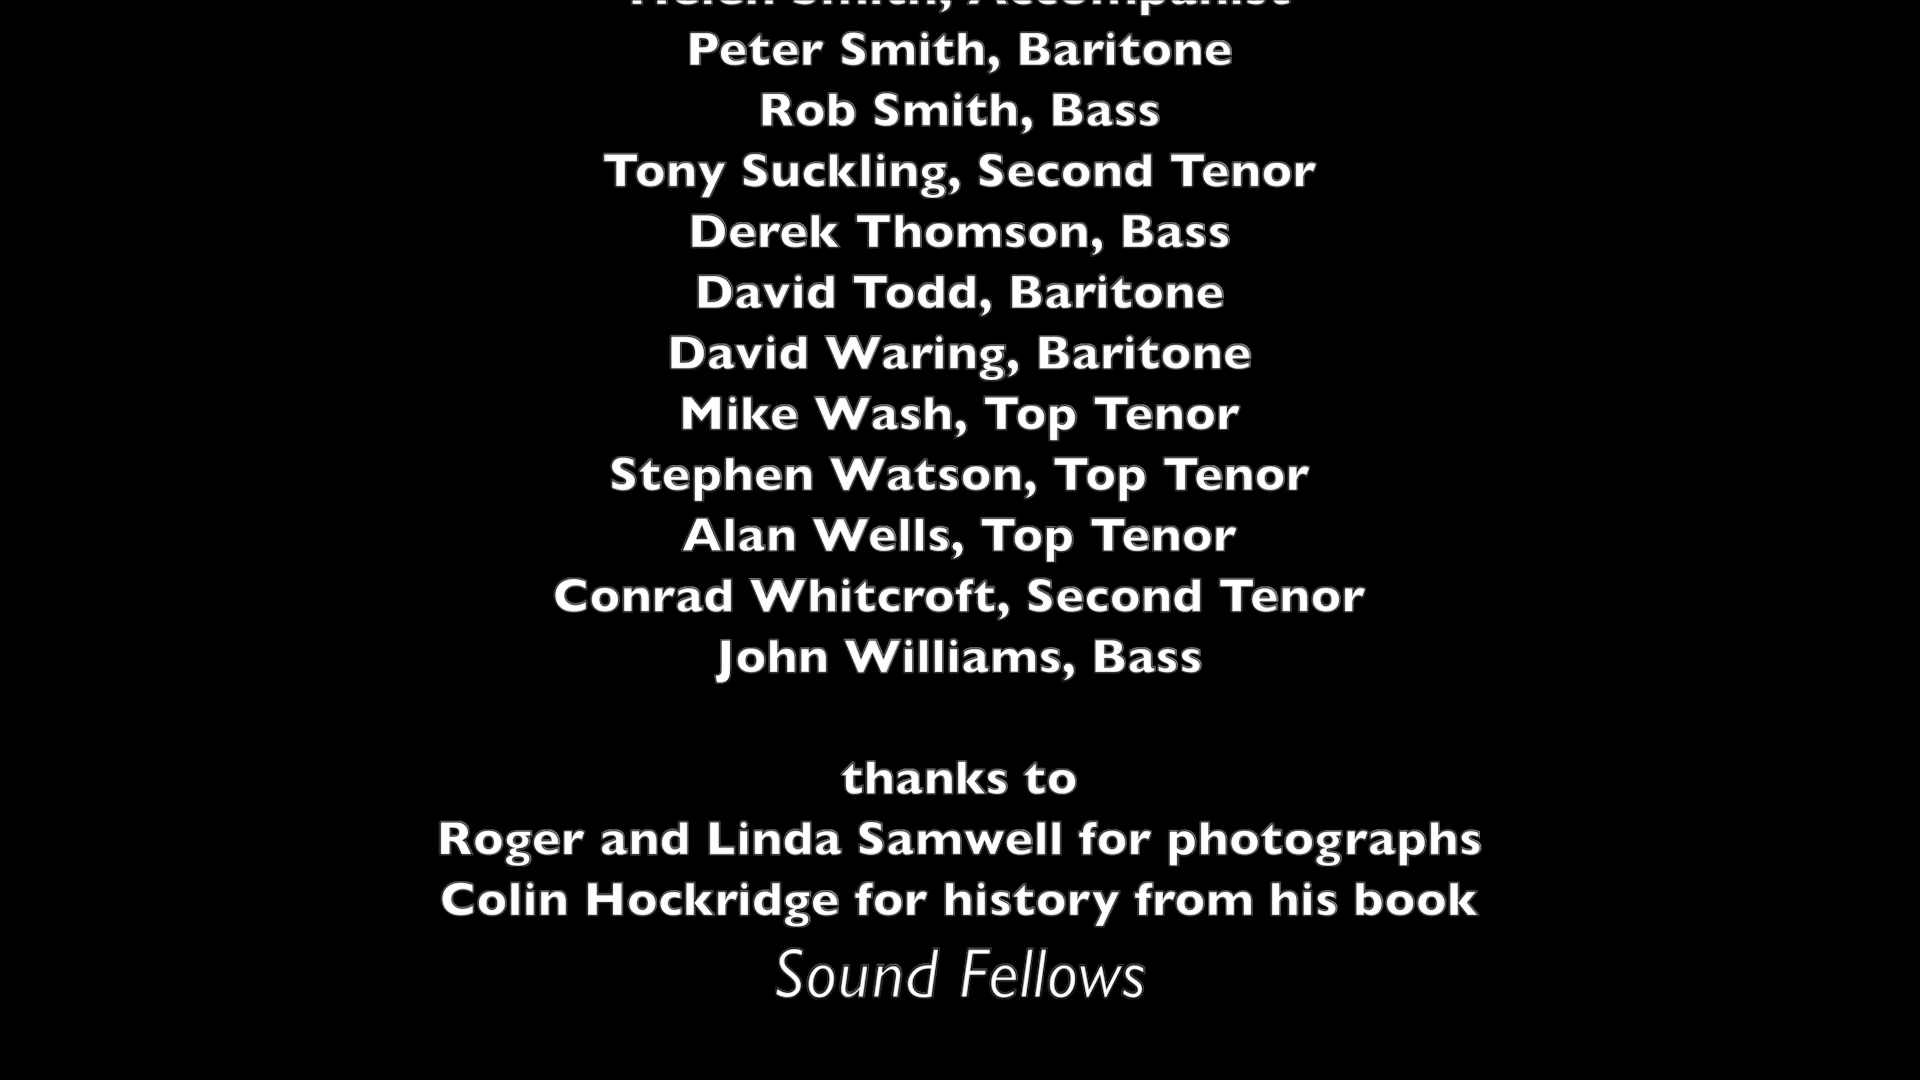 Helen Smith, Accompanist
Peter Smith, Baritone
Rob Smith, Bass
Tony Suckling, Second Tenor
Derek Thomson, Bass
David Todd, Baritone
David Waring, Baritone
Mike Wash, Top Tenor
Stephen Watson, Top Tenor
Alan Wells, Top Tenor
Conrad Whitcroft, Second Tenor
John Williams, Bass
thanks to
Roger and Linda Samwell for photographs
Colin Hockridge for history from his book
Sound Fellows